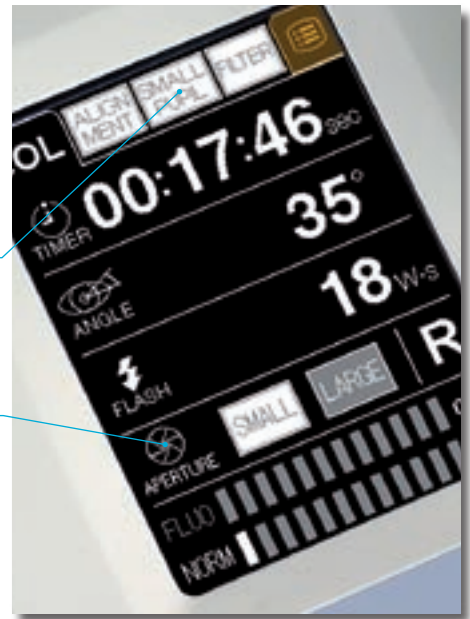 OL ALIGN MENT SMALL PUPIL FILTER
TIMER 00:17:46 sec
ANGLE 35°
FLASH 18 W·s
APERTURE SMALL LARGE R
FLUO
NORM